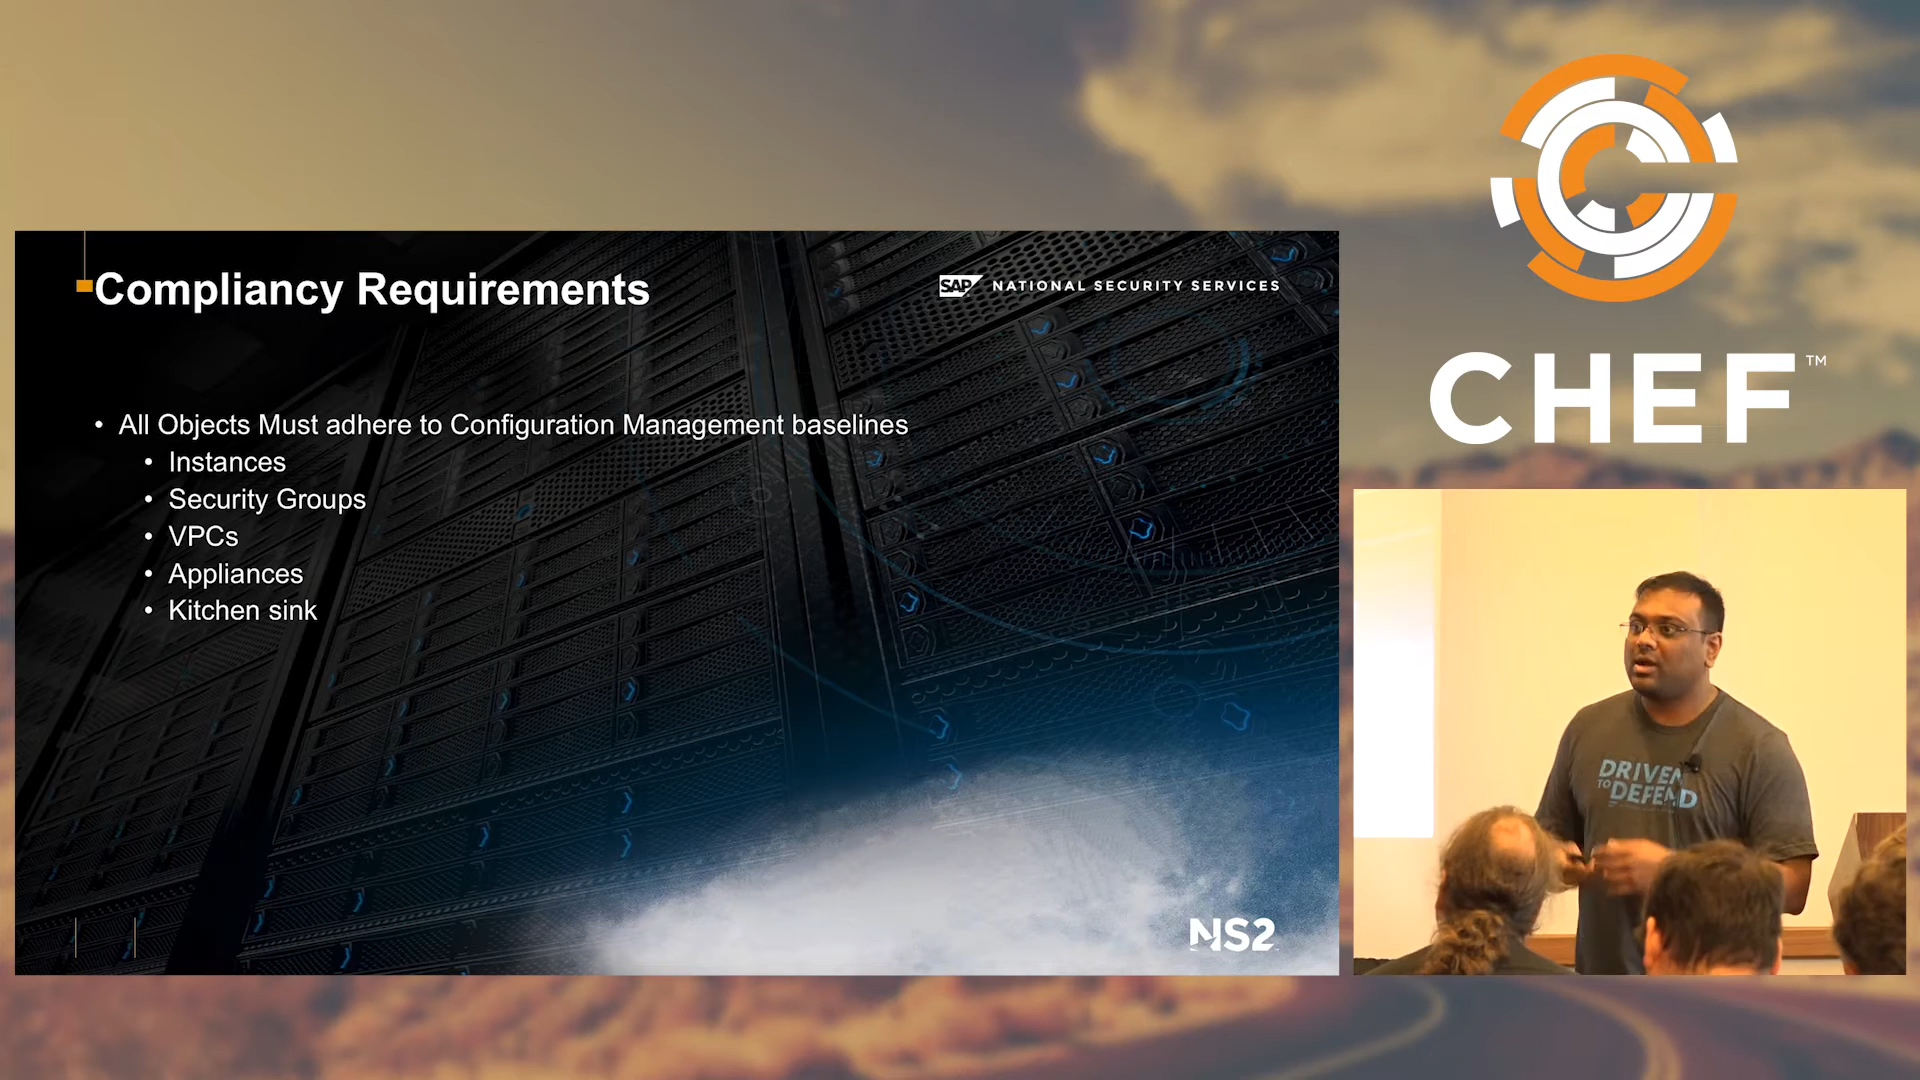 Compliancy Requirements
SAP NATIONAL SECURITY SERVICES
• All Objects Must adhere to Configuration Management baselines
• Instances
• Security Groups
• VPCs
• Appliances
• Kitchen sink
NS2
CHEF™
DRIVEN
TO DEFEND